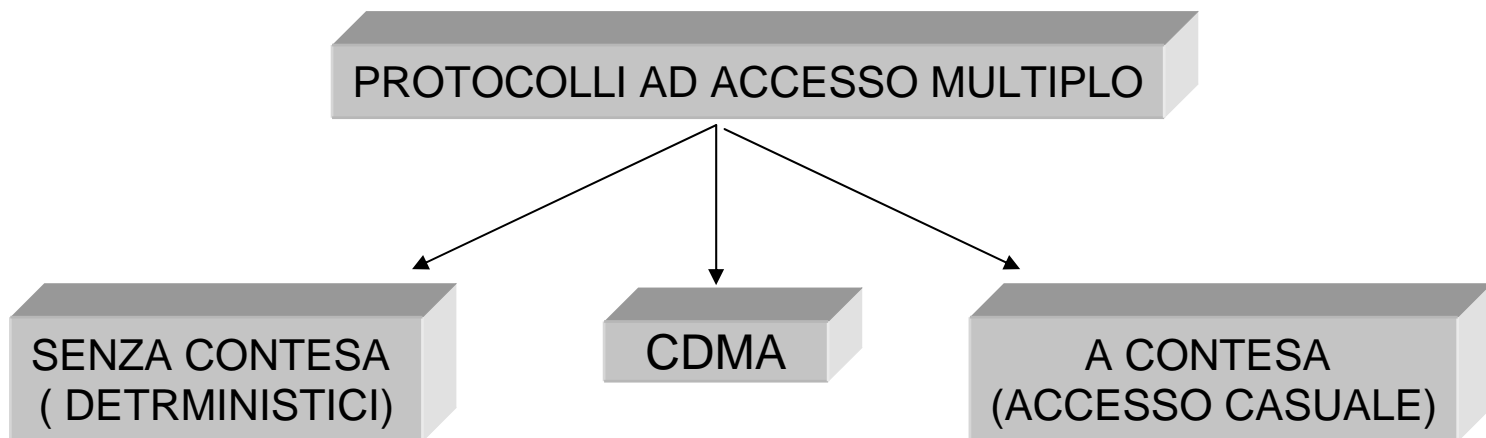 PROTOCOLLI AD ACCESSO MULTIPLO
SENZA CONTESA
( DETRMINISTICI)
CDMA
A CONTESA
(ACCESSO CASUALE)